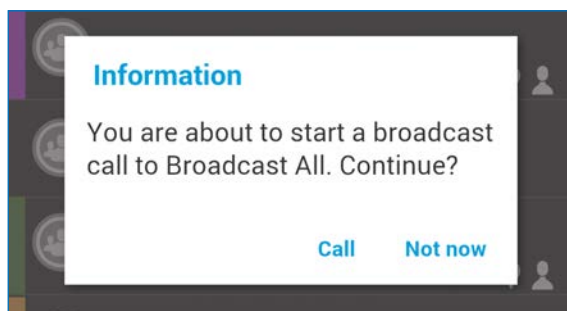 Information
You are about to start a broadcast
call to Broadcast All. Continue?
Call Not now